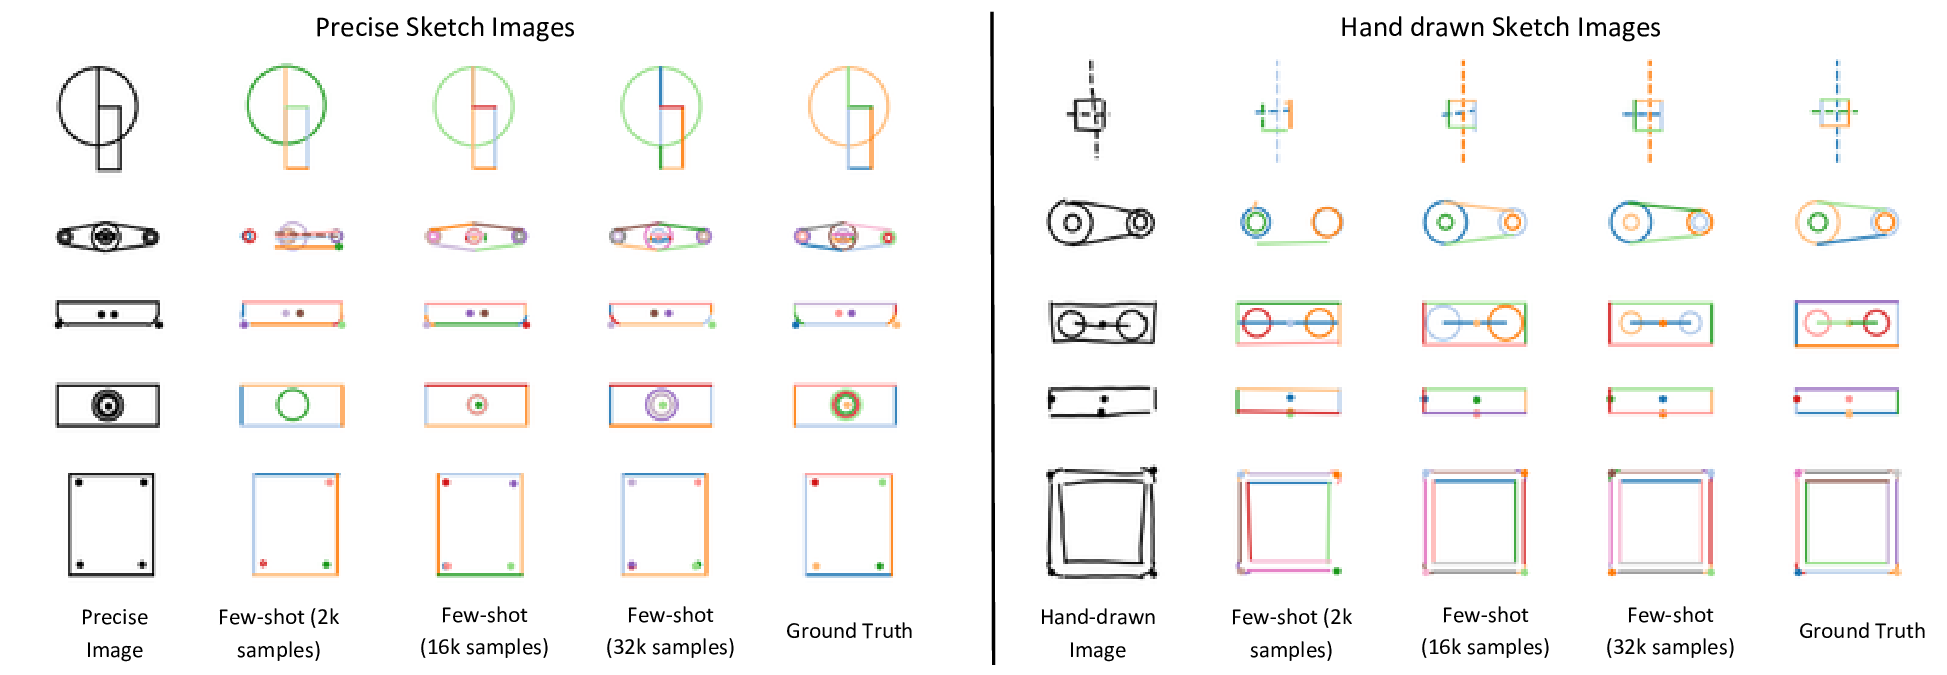 Precise Sketch Images
Hand drawn Sketch Images
Precise
Image
Few-shot (2k
samples)
Few-shot
(16k samples)
Few-shot
(32k samples)
Ground Truth
Hand-drawn
Image
Few-shot (2k
samples)
Few-shot
(16k samples)
Few-shot
(32k samples)
Ground Truth